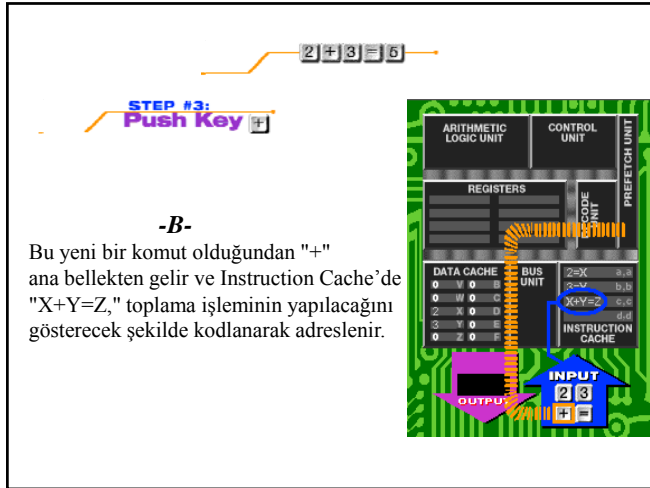 2 + 3 = 5
STEP #3:
Push Key +
-B-
Bu yeni bir komut olduğundan "+"
ana bellekten gelir ve Instruction Cache’de
"X+Y=Z," toplama işleminin yapılacağını
gösterecek şekilde kodlanarak adreslenir.
ARITHMETIC
LOGIC UNIT
CONTROL
UNIT
PREFETCH UNIT
REGISTERS
DECODE
UNIT
DATA CACHE
0 V 0 B
0 W 0 C
2 X 0 D
3 Y 0 E
0 Z 0 F
BUS
UNIT
2=X a,a
3=Y b,b
X+Y=Z c,c
d,d
INSTRUCTION
CACHE
OUTPUT
INPUT
2 3
+ =